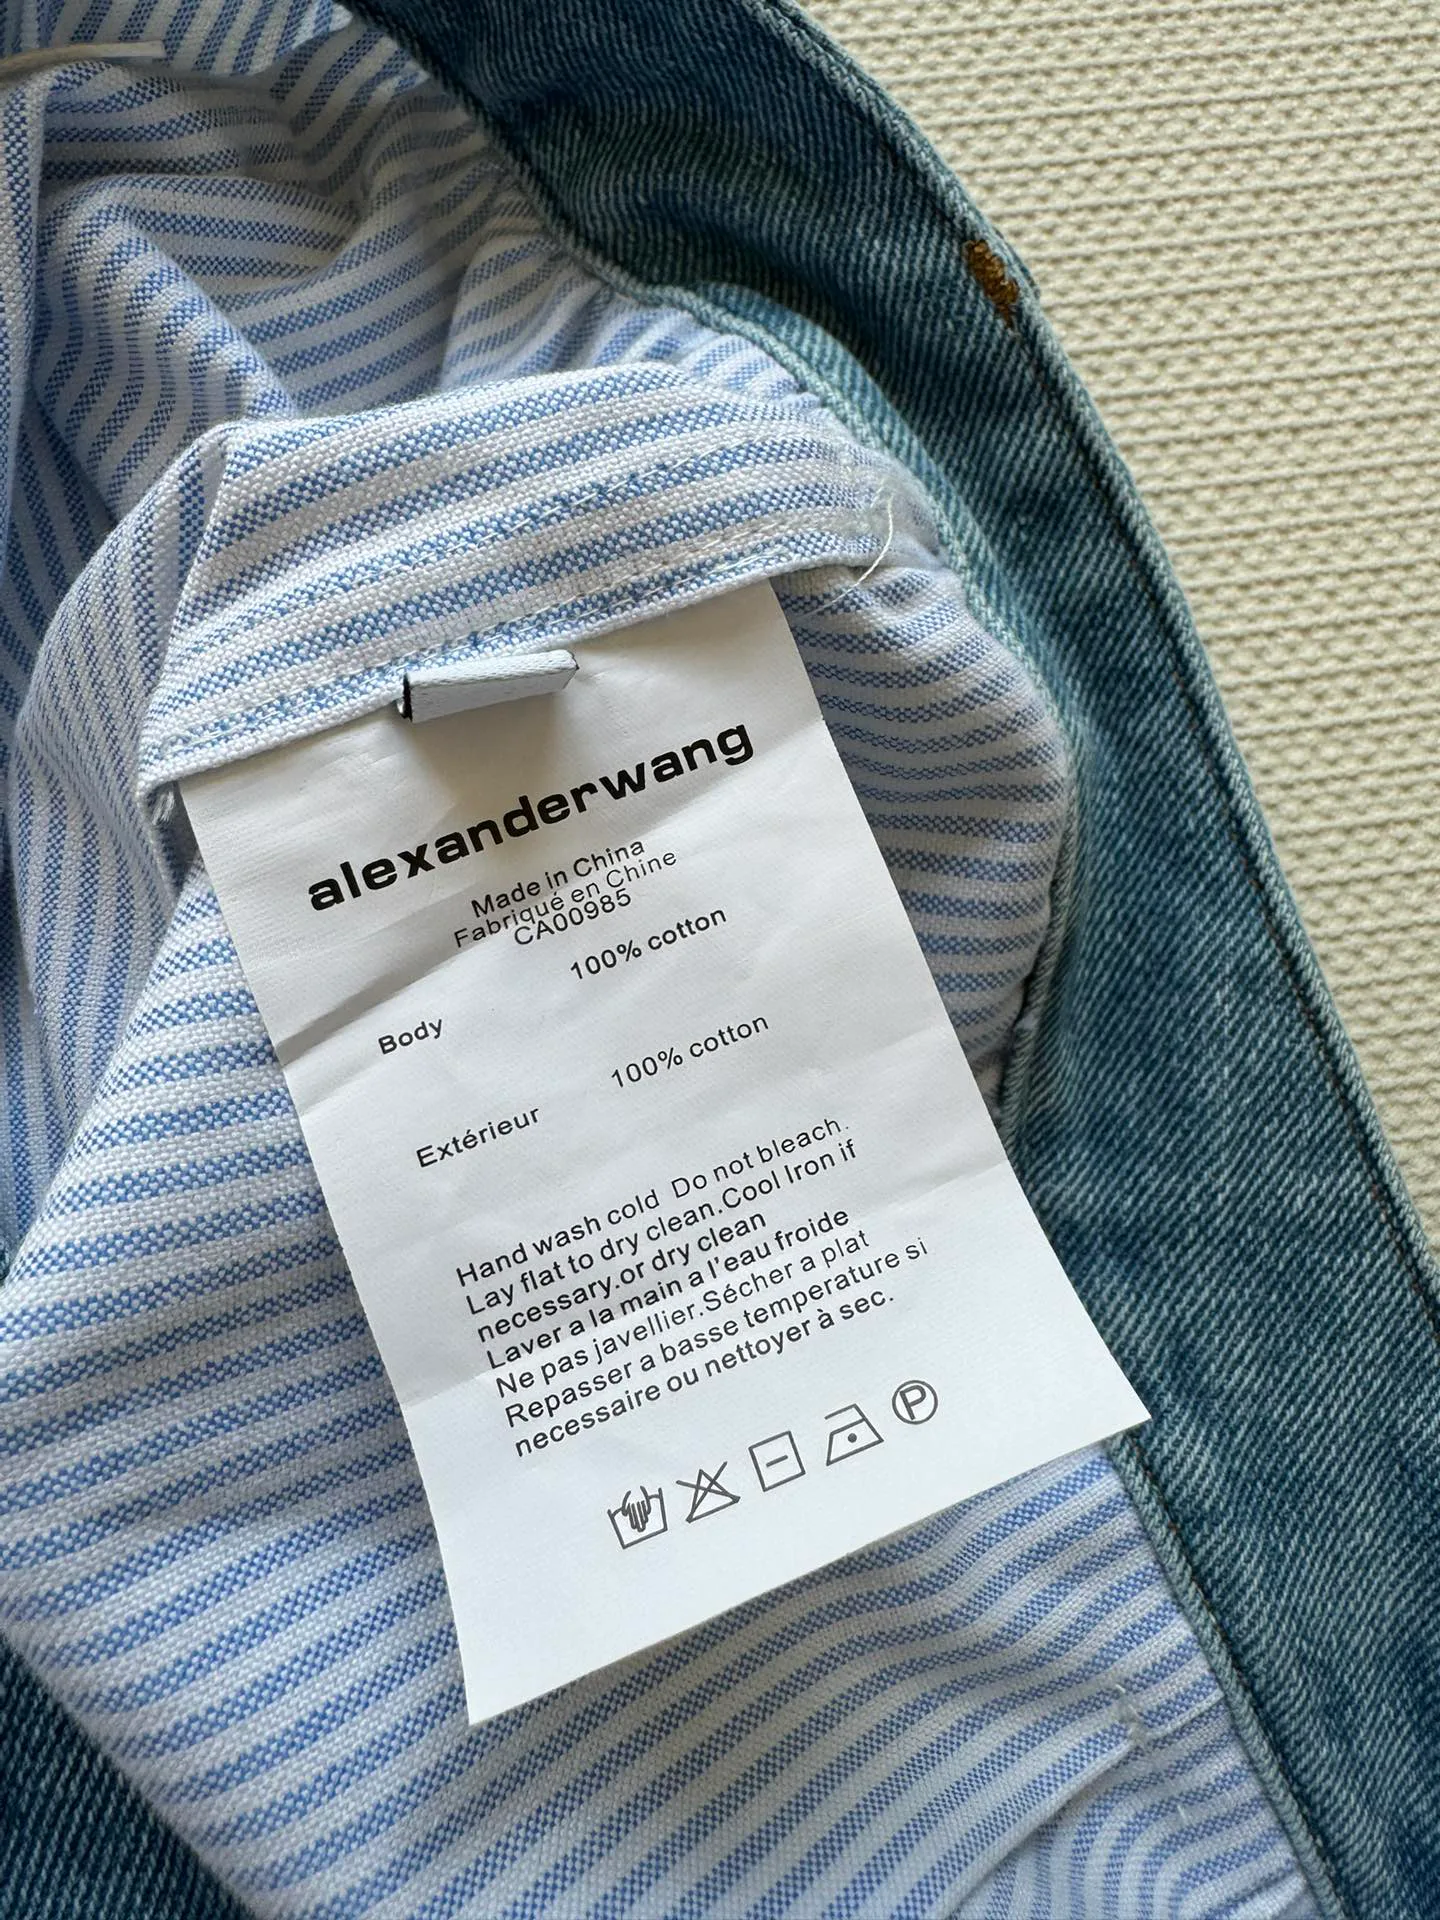 alexanderwang
Made in China
Fabriqué en Chine
CA00985
100% cotton
Body
100% cotton
Extérieur
Hand wash cold Do not bleach.
Lay flat to dry clean.Cool Iron if
necessary.or dry clean
Laver a la main a l'eau froide
Ne pas javellier.Sécher a plat
Repasser a basse temperature si
necessaire ou nettoyer à sec.
P